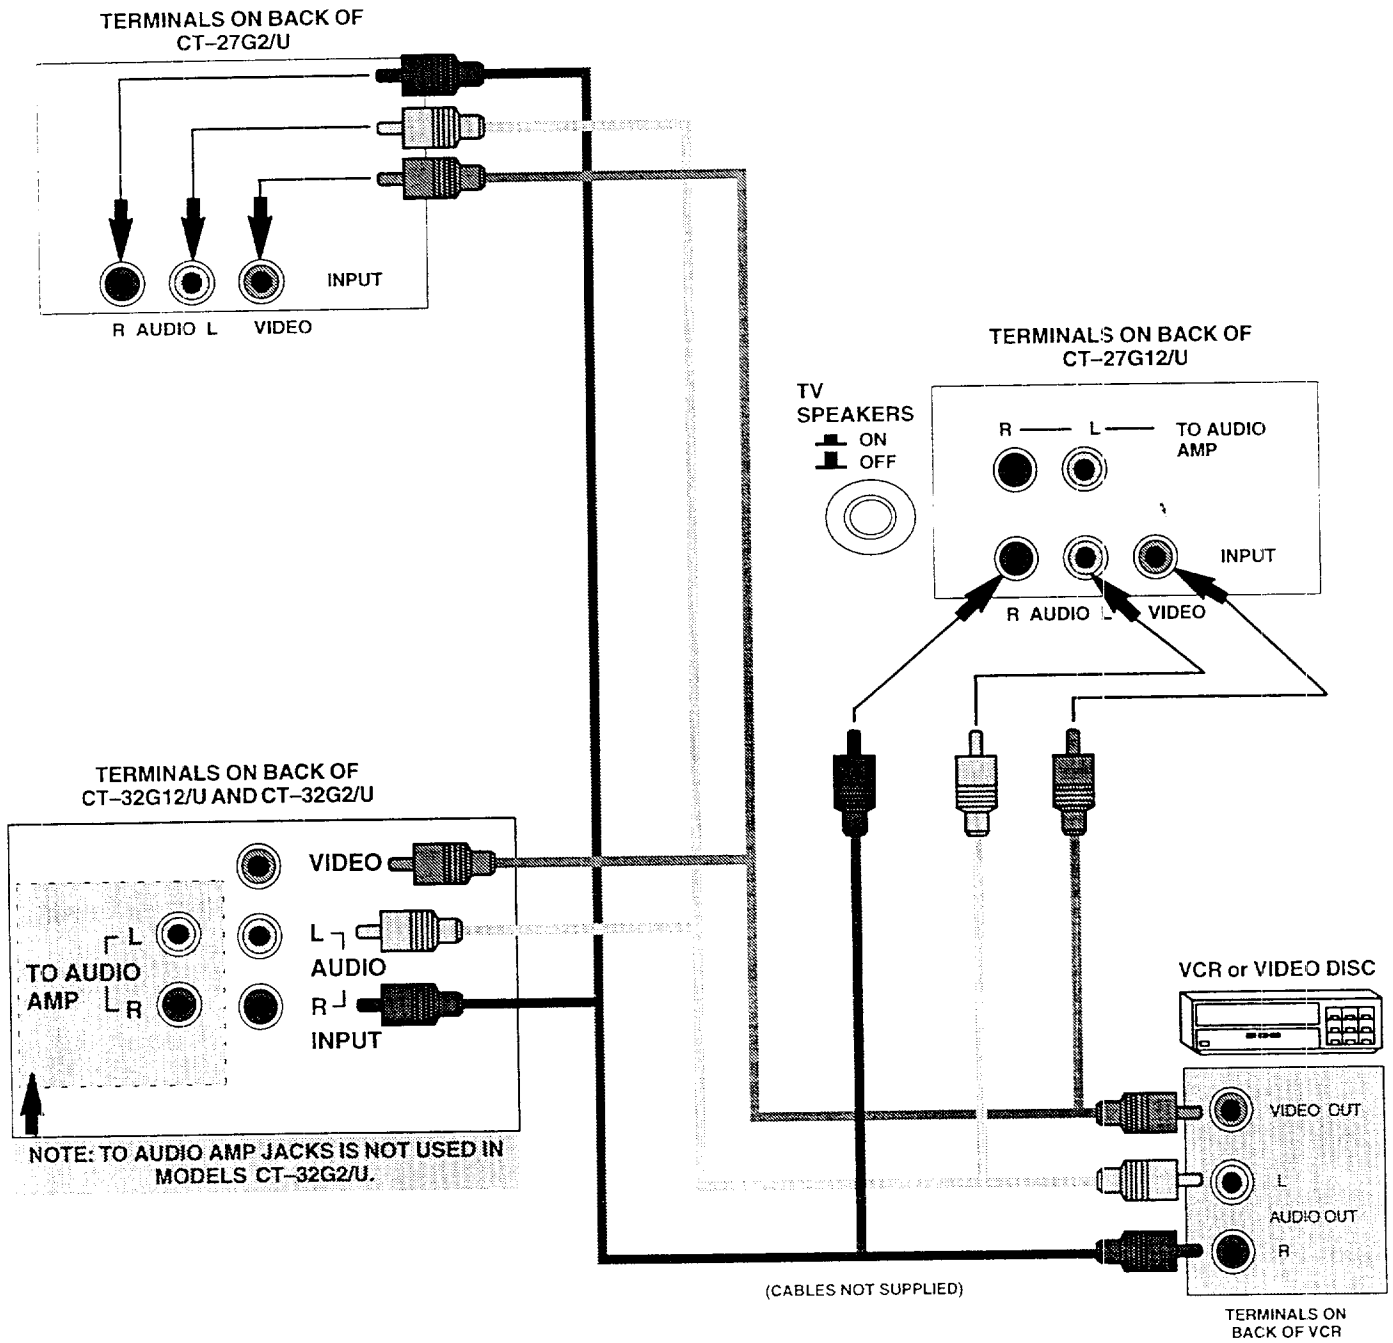 TERMINALS ON BACK OF
CT–27G2/U
INPUT
R AUDIO L VIDEO
TERMINALS ON BACK OF
CT–27G12/U
TV
SPEAKERS
ON
OFF
R L TO AUDIO
AMP
INPUT
R AUDIO L VIDEO
TERMINALS ON BACK OF
CT–32G12/U AND CT–32G2/U
VIDEO
L L
TO AUDIO AUDIO
AMP R R
INPUT
NOTE: TO AUDIO AMP JACKS IS NOT USED IN
MODELS CT–32G2/U.
VCR or VIDEO DISC
VIDEO OUT
L
AUDIO OUT
R
(CABLES NOT SUPPLIED)
TERMINALS ON
BACK OF VCR